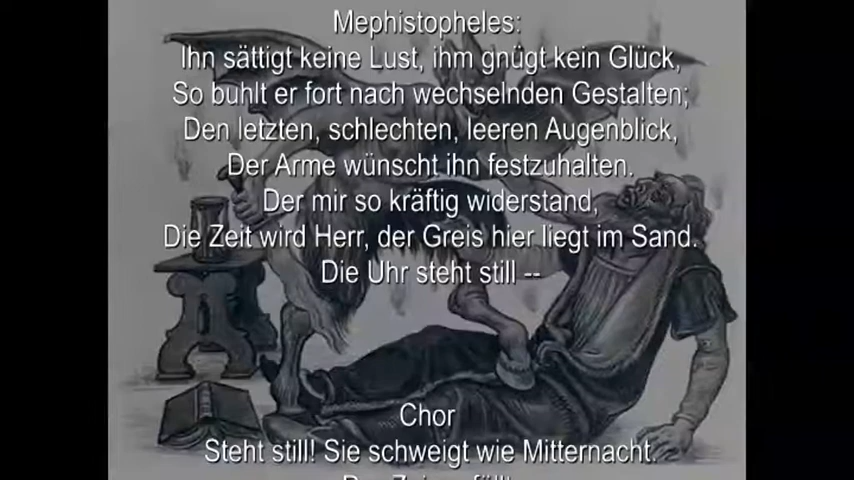 Mephistopheles:
Ihn sättigt keine Lust, ihm gnügt kein Glück,
So buhlt er fort nach wechselnden Gestalten;
Den letzten, schlechten, leeren Augenblick,
Der Arme wünscht ihn festzuhalten.
Der mir so kräftig widerstand,
Die Zeit wird Herr, der Greis hier liegt im Sand.
Die Uhr steht still --
Chor
Steht still! Sie schweigt wie Mitternacht.